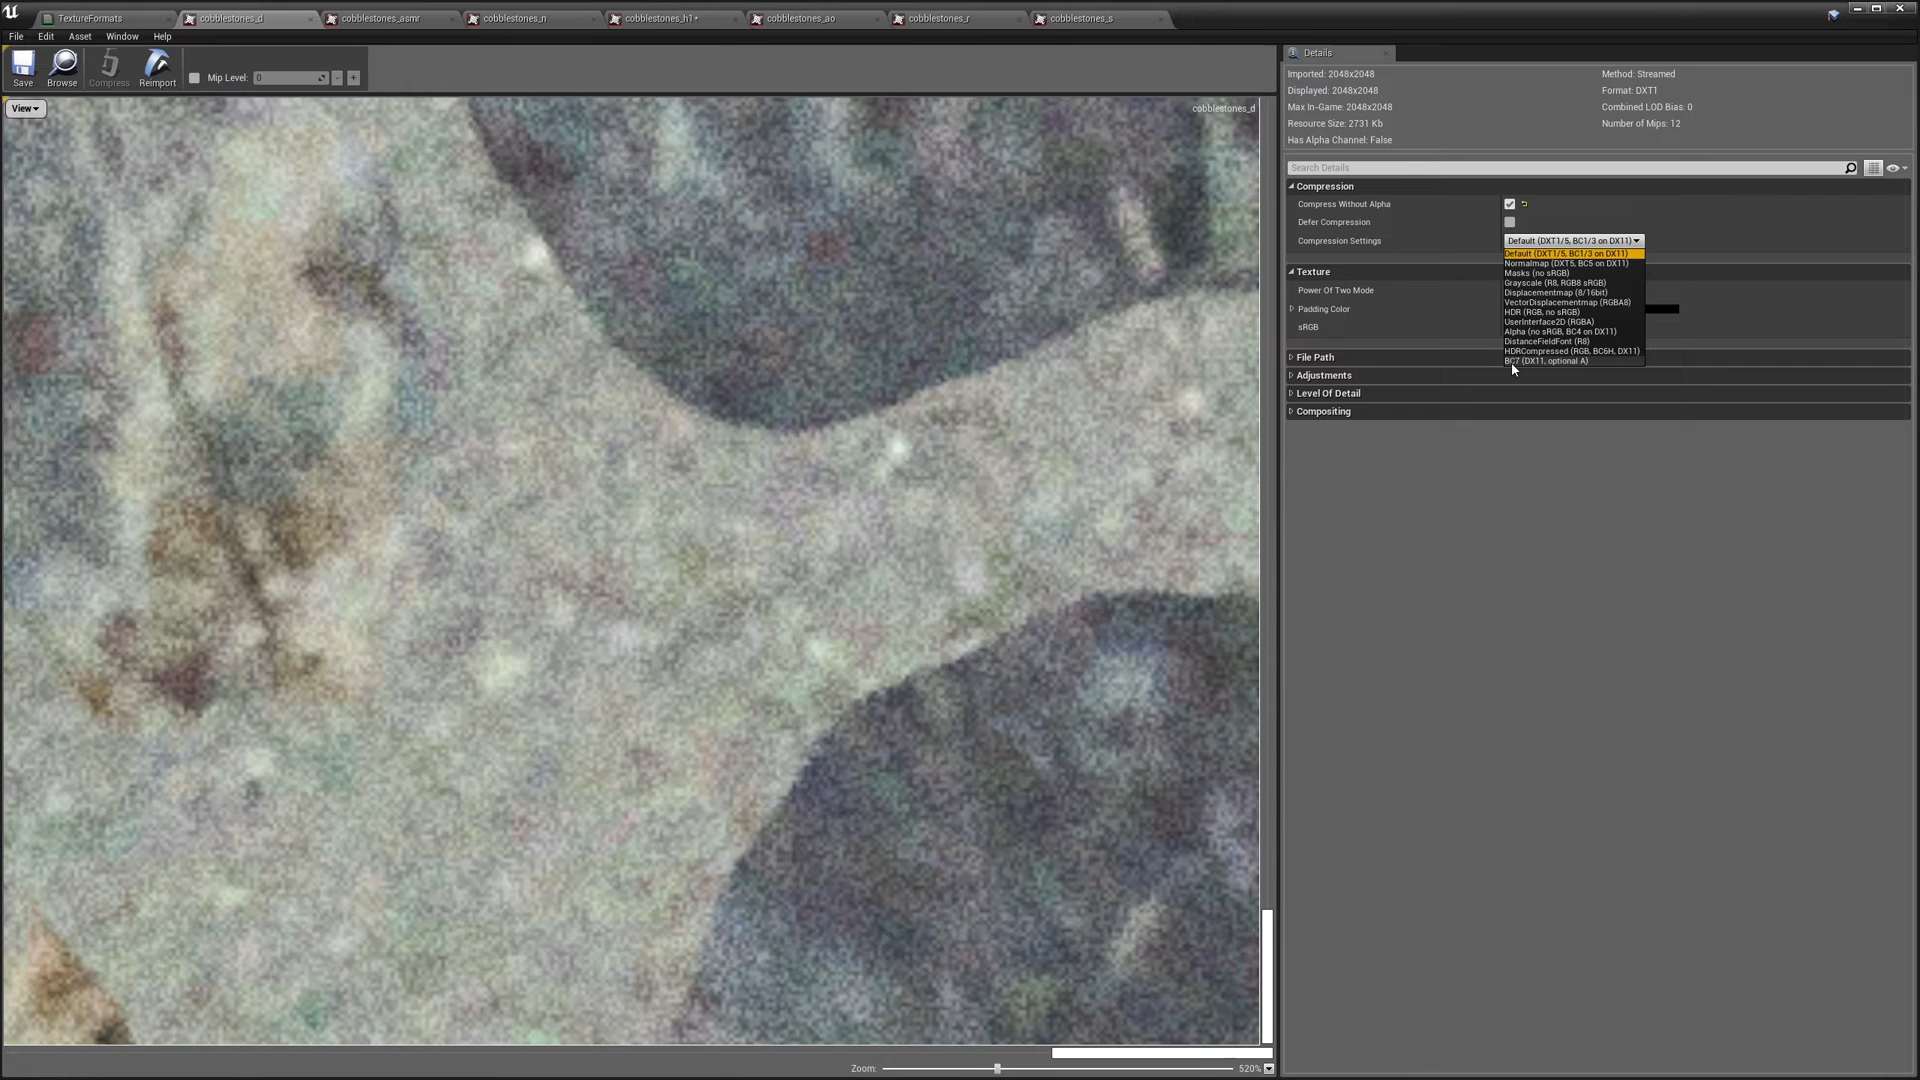 TextureFormats
cobblestones_d
cobblestones_asmr
cobblestones_n
cobblestones_h1*
cobblestones_ao
cobblestones_r
cobblestones_s
File Edit Asset Window Help
Save Browse Compress Reimport
Mip Level: 0 - +
View
cobblestones_d
Details
Imported: 2048x2048
Method: Streamed
Displayed: 2048x2048
Format: DXT1
Max In-Game: 2048x2048
Combined LOD Bias: 0
Resource Size: 2731 Kb
Number of Mips: 12
Has Alpha Channel: False
Search Details
Compression
Compress Without Alpha
Defer Compression
Compression Settings
Default (DXT1/5, BC1/3 on DX11)
Default (DXT1/5, BC1/3 on DX11)
Normalmap (DXT5, BC5 on DX11)
Masks (no sRGB)
Grayscale (R8, RGB8 sRGB)
Displacementmap (8/16bit)
VectorDisplacementmap (RGBA8)
HDR (RGB, no sRGB)
UserInterface2D (RGBA)
Alpha (no sRGB, BC4 on DX11)
DistanceFieldFont (R8)
HDRCompressed (RGB, BC6H, DX11)
BC7 (DX11, optional A)
Texture
Power Of Two Mode
Padding Color
sRGB
File Path
Adjustments
Level Of Detail
Compositing
Zoom: 520%